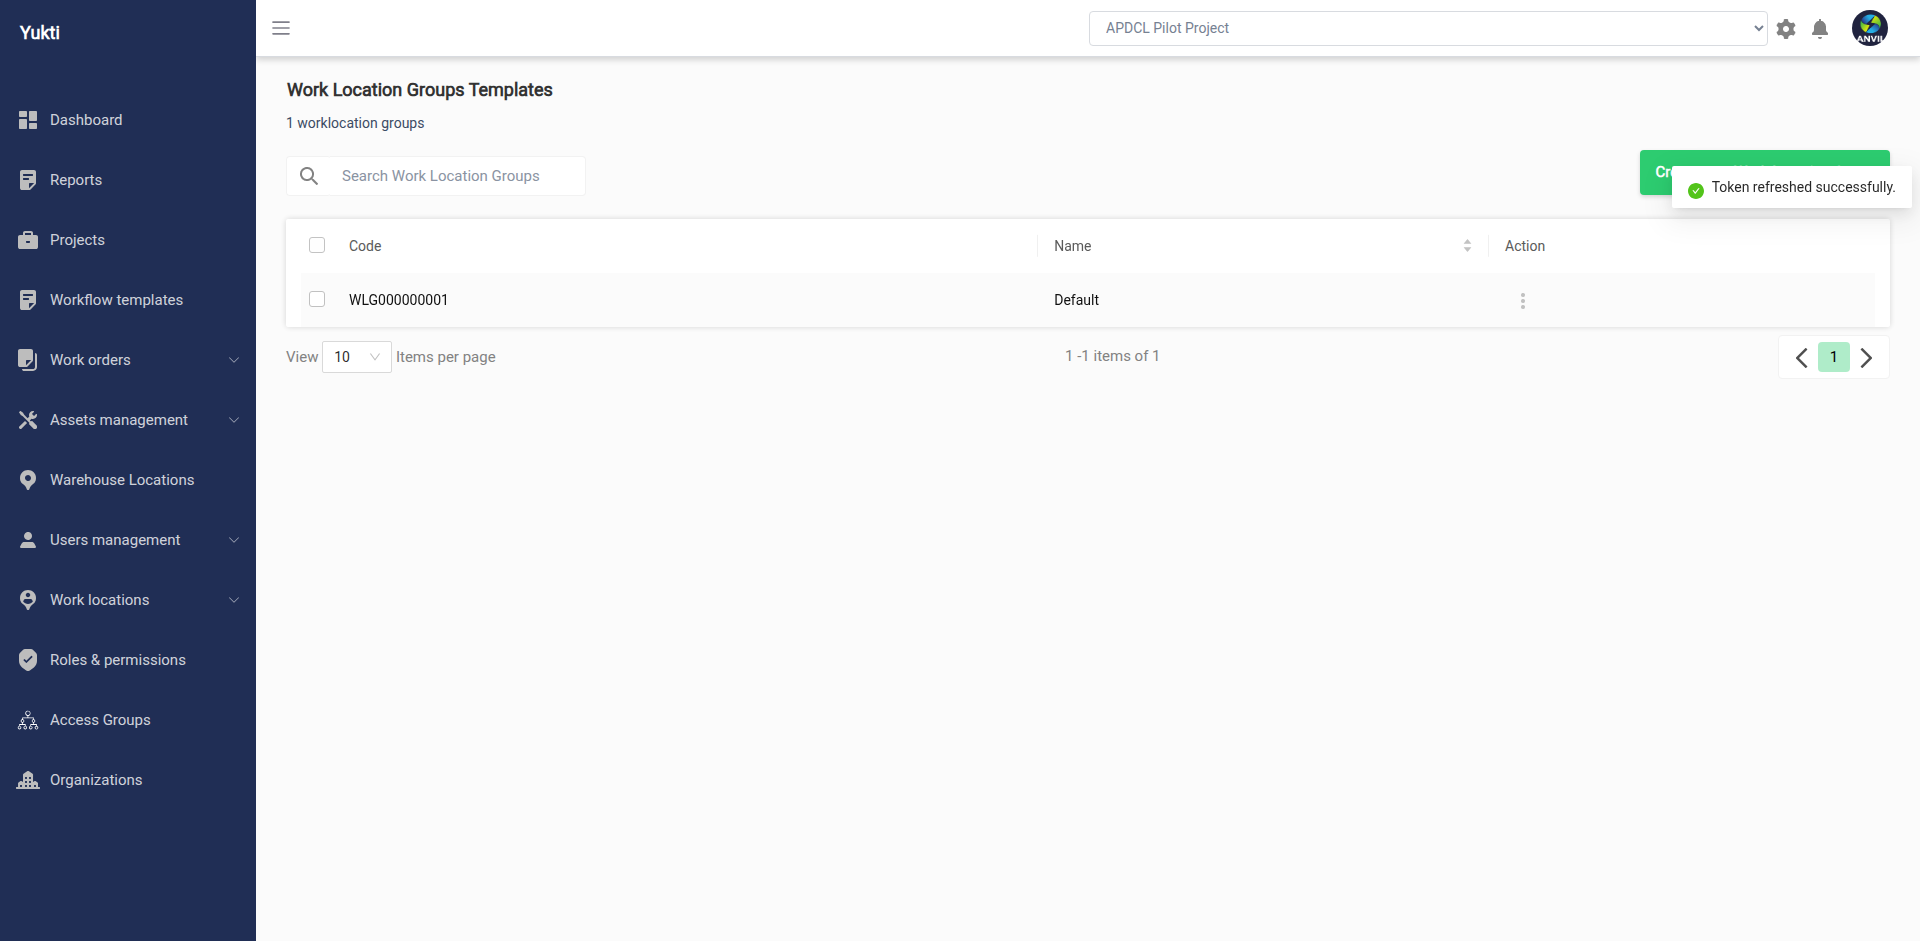 Yukti
APDCL Pilot Project
ANVIL
Dashboard
Reports
Projects
Workflow templates
Work orders
Assets management
Warehouse Locations
Users management
Work locations
Roles & permissions
Access Groups
Organizations
Work Location Groups Templates
1 worklocation groups
Search Work Location Groups
Token refreshed successfully.
Code Name Action
WLG000000001 Default
View 10 Items per page
1 -1 items of 1
1